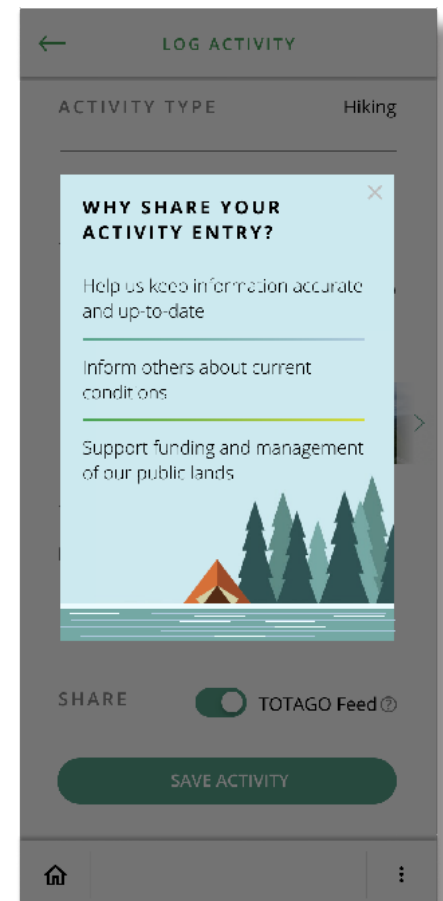 LOG ACTIVITY
ACTIVITY TYPE Hiking
WHY SHARE YOUR
ACTIVITY ENTRY?
Help us keep information accurate
and up-to-date
Inform others about current
conditions
Support funding and management
of our public lands
SHARE TOTAGO Feed ?
SAVE ACTIVITY